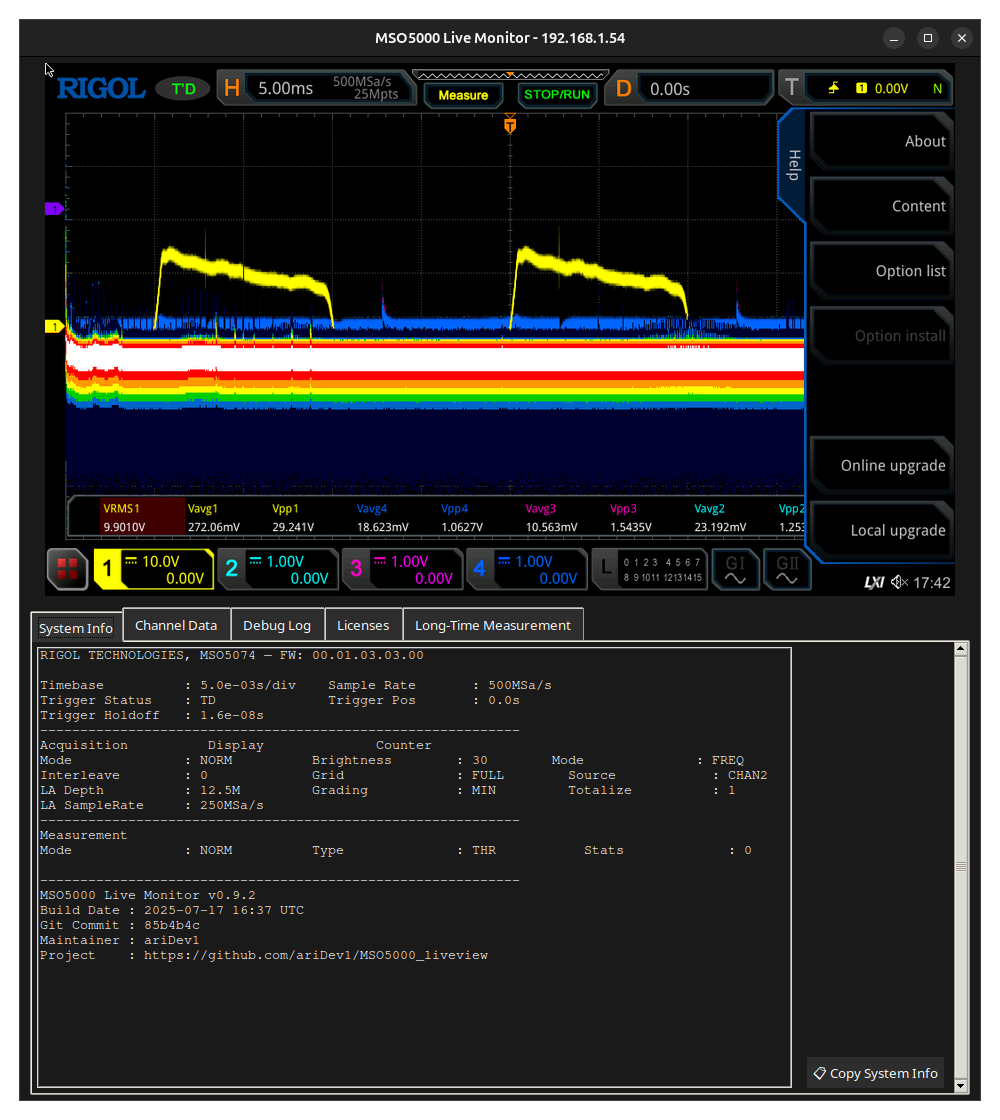 MSO5000 Live Monitor - 192.168.1.54
RIGOL T'D H 5.00ms 500MSa/s 25Mpts Measure STOP/RUN D 0.00s T 1 0.00V N
T
Help
About
Content
Option list
Option install
Online upgrade
Local upgrade
1
1
VRMS1 Vavg1 Vpp1 Vavg4 Vpp4 Vavg3 Vpp3 Vavg2 Vpp2
9.9010V 272.06mV 29.241V 18.623mV 1.0627V 10.563mV 1.5435V 23.192mV 1.253
1 10.0V 0.00V 2 1.00V 0.00V 3 1.00V 0.00V 4 1.00V 0.00V L 0 1 2 3 4 5 6 7 8 9 10 11 12 13 14 15 GI GII
LXI 17:42
System Info Channel Data Debug Log Licenses Long-Time Measurement
RIGOL TECHNOLOGIES, MSO5074 — FW: 00.01.03.03.00
Timebase : 5.0e-03s/div Sample Rate : 500MSa/s
Trigger Status : TD Trigger Pos : 0.0s
Trigger Holdoff : 1.6e-08s
------------------------------------------------------------
Acquisition Display Counter
Mode : NORM Brightness : 30 Mode : FREQ
Interleave : 0 Grid : FULL Source : CHAN2
LA Depth : 12.5M Grading : MIN Totalize : 1
LA SampleRate : 250MSa/s
------------------------------------------------------------
Measurement
Mode : NORM Type : THR Stats : 0
------------------------------------------------------------
MSO5000 Live Monitor v0.9.2
Build Date : 2025-07-17 16:37 UTC
Git Commit : 85b4b4c
Maintainer : ariDev1
Project : https://github.com/ariDev1/MSO5000_liveview
Copy System Info